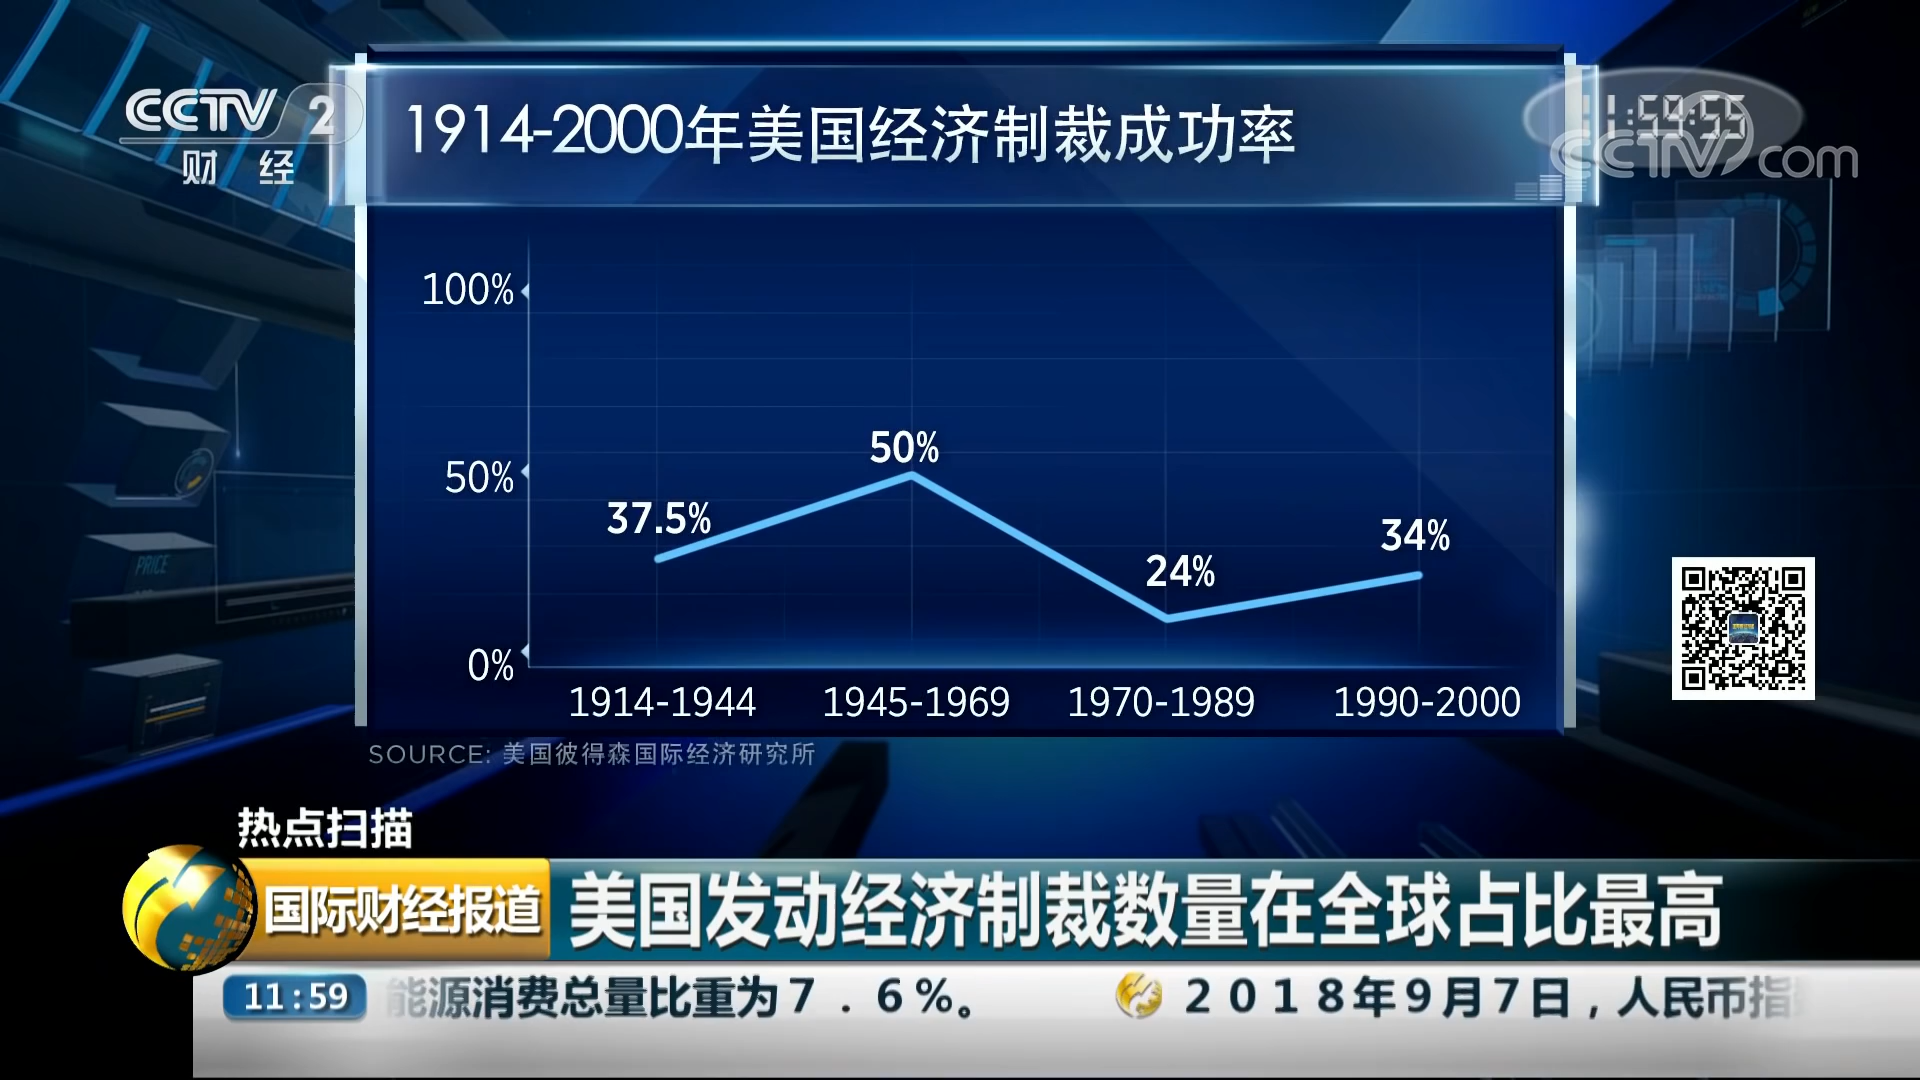 CCTV 2
财 经
1914-2000年美国经济制裁成功率
11:59:55
CCTV.com
100%
50%
0%
37.5%
50%
24%
34%
1914-1944
1945-1969
1970-1989
1990-2000
PRICE
SOURCE: 美国彼得森国际经济研究所
热点扫描
国际财经报道
美国发动经济制裁数量在全球占比最高
11:59
能源消费总量比重为7.6%。
2018年9月7日，人民币指